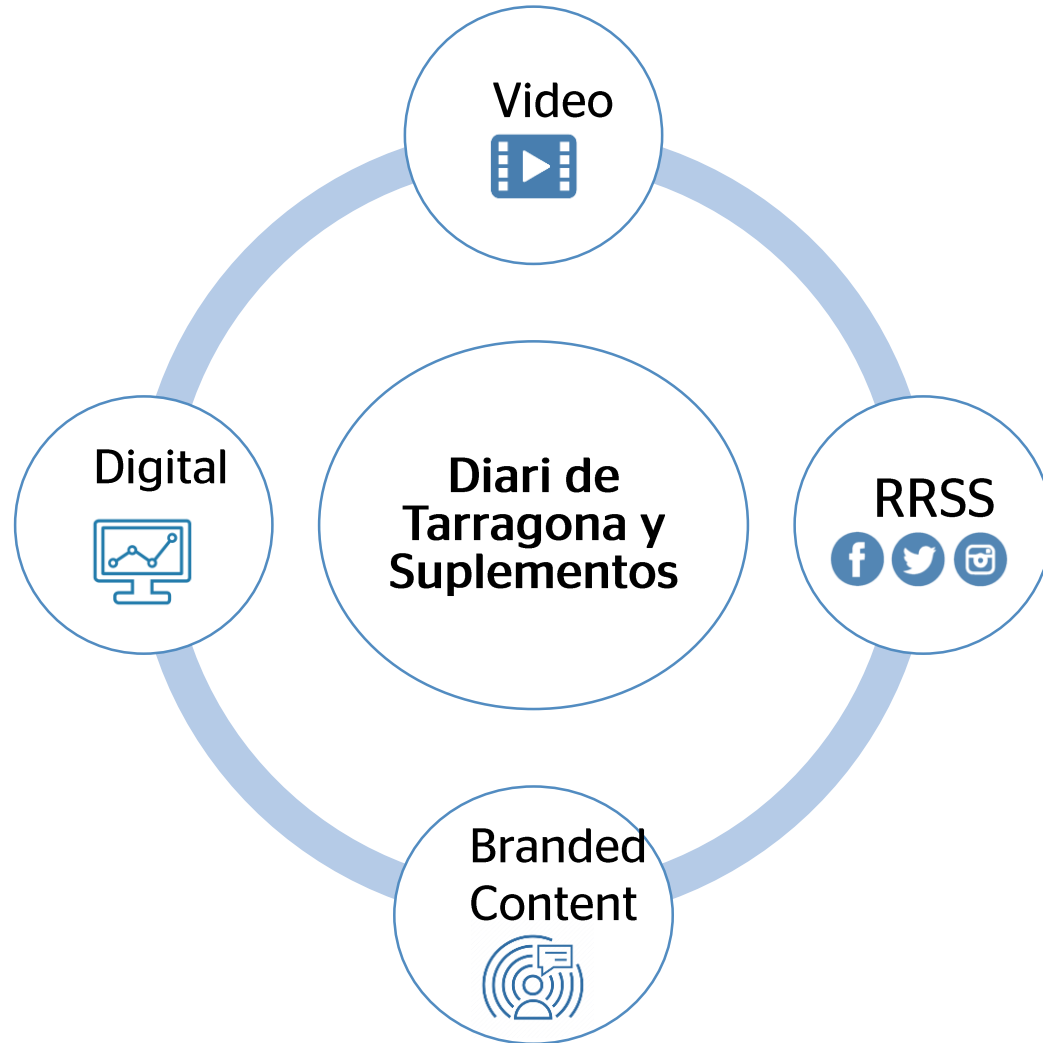 Video
Digital
Diari de
Tarragona y
Suplementos
RRSS
Branded
Content